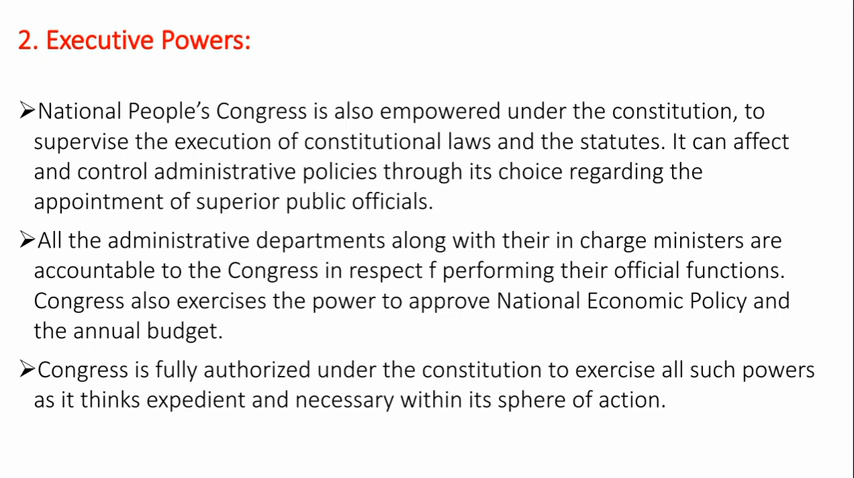 2. Executive Powers:
➢National People's Congress is also empowered under the constitution, to
supervise the execution of constitutional laws and the statutes. It can affect
and control administrative policies through its choice regarding the
appointment of superior public officials.
➢All the administrative departments along with their in charge ministers are
accountable to the Congress in respect f performing their official functions.
Congress also exercises the power to approve National Economic Policy and
the annual budget.
➢Congress is fully authorized under the constitution to exercise all such powers
as it thinks expedient and necessary within its sphere of action.